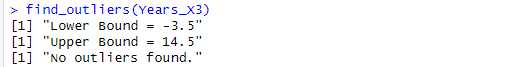 > find_outliers(Years_X3)
[1] "Lower Bound = -3.5"
[1] "Upper Bound = 14.5"
[1] "No outliers found."